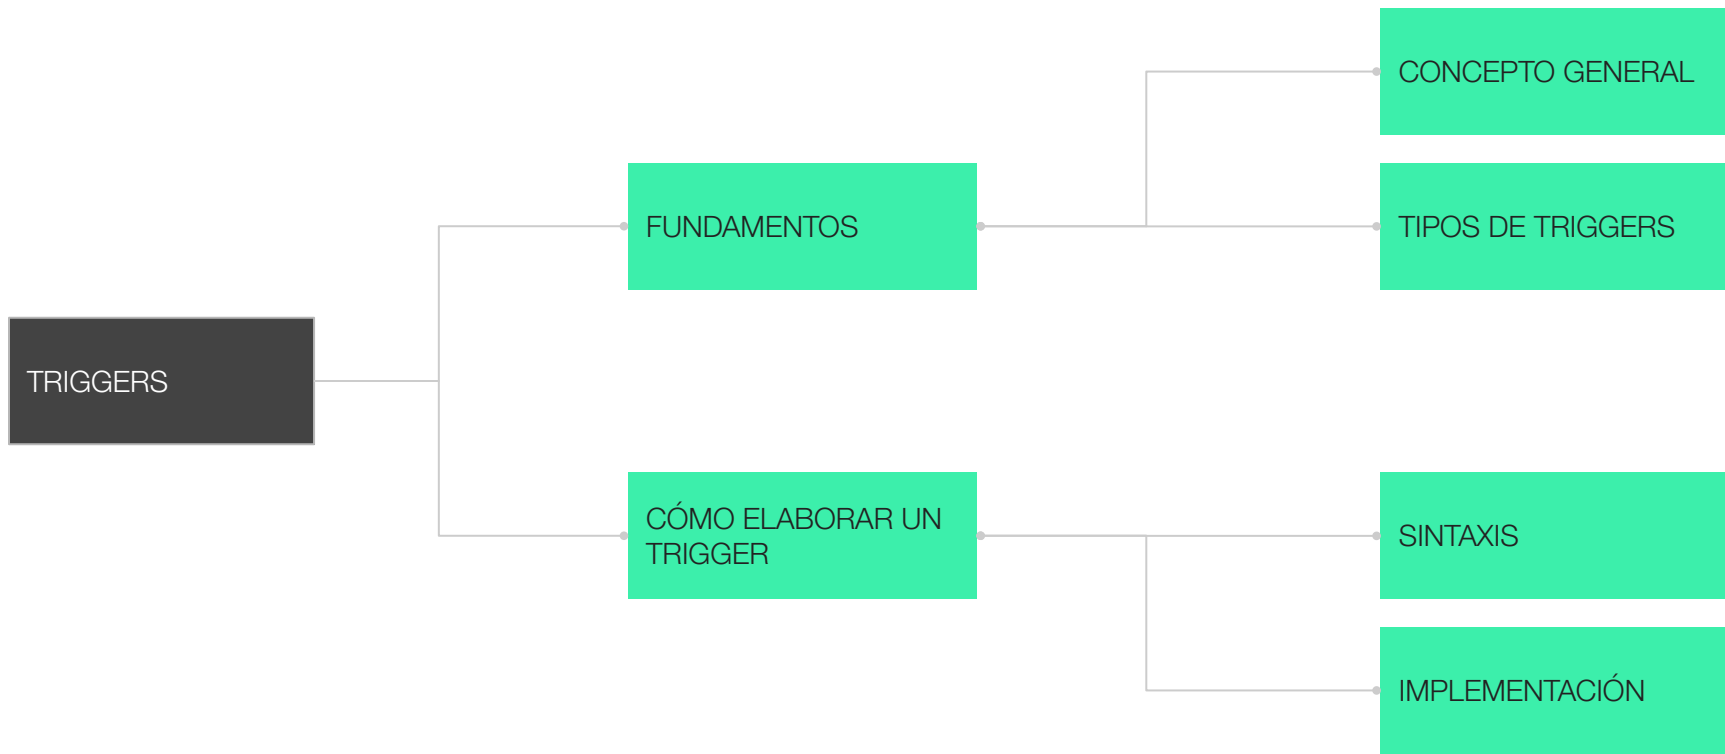 TRIGGERS
FUNDAMENTOS
CONCEPTO GENERAL
TIPOS DE TRIGGERS
CÓMO ELABORAR UN
TRIGGER
SINTAXIS
IMPLEMENTACIÓN